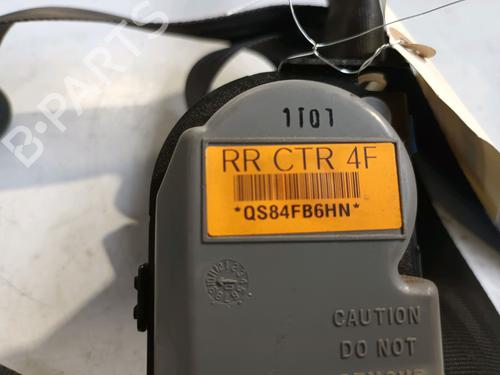 1101
RR CTR 4F
*QS84FB6HN*
CAUTION
DO NOT
B-PARTS